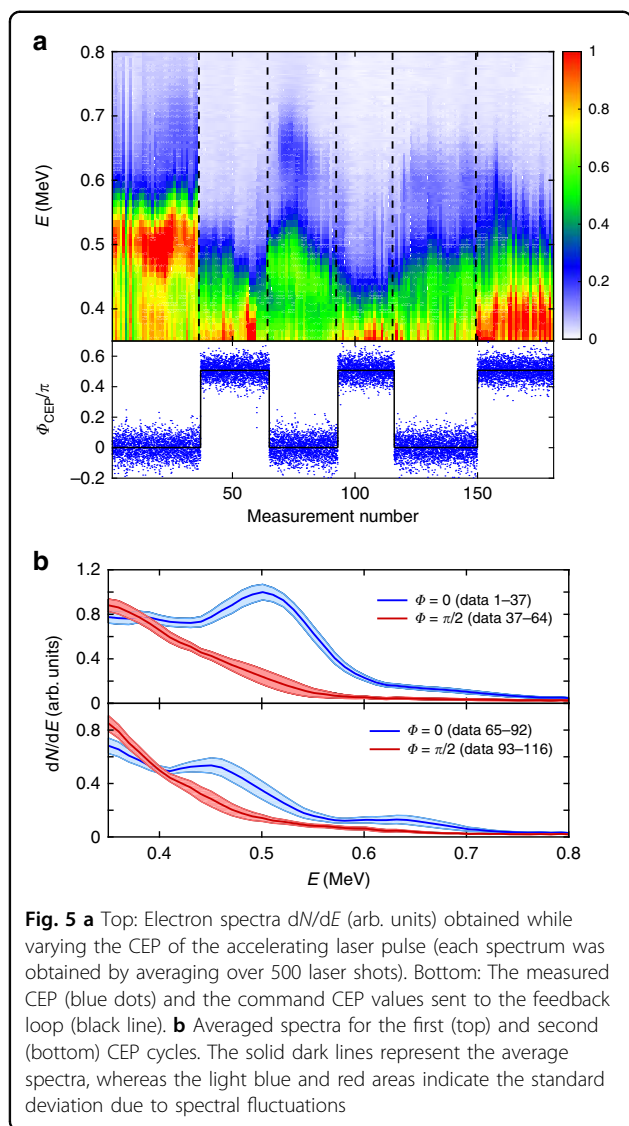 a
0.8
0.7
0.6
0.5
0.4
E (MeV)
1
0.8
0.6
0.4
0.2
0
0.6
0.4
0.2
0
−0.2
Φ_CEP/π
50
100
150
Measurement number
b
1.2
0.8
0.4
0
Φ = 0 (data 1–37)
Φ = π/2 (data 37–64)
dN/dE (arb. units)
0.8
0.4
0
Φ = 0 (data 65–92)
Φ = π/2 (data 93–116)
0.4
0.5
0.6
0.7
0.8
E (MeV)
Fig. 5 a Top: Electron spectra dN/dE (arb. units) obtained while
varying the CEP of the accelerating laser pulse (each spectrum was
obtained by averaging over 500 laser shots). Bottom: The measured
CEP (blue dots) and the command CEP values sent to the feedback
loop (black line). b Averaged spectra for the first (top) and second
(bottom) CEP cycles. The solid dark lines represent the average
spectra, whereas the light blue and red areas indicate the standard
deviation due to spectral fluctuations